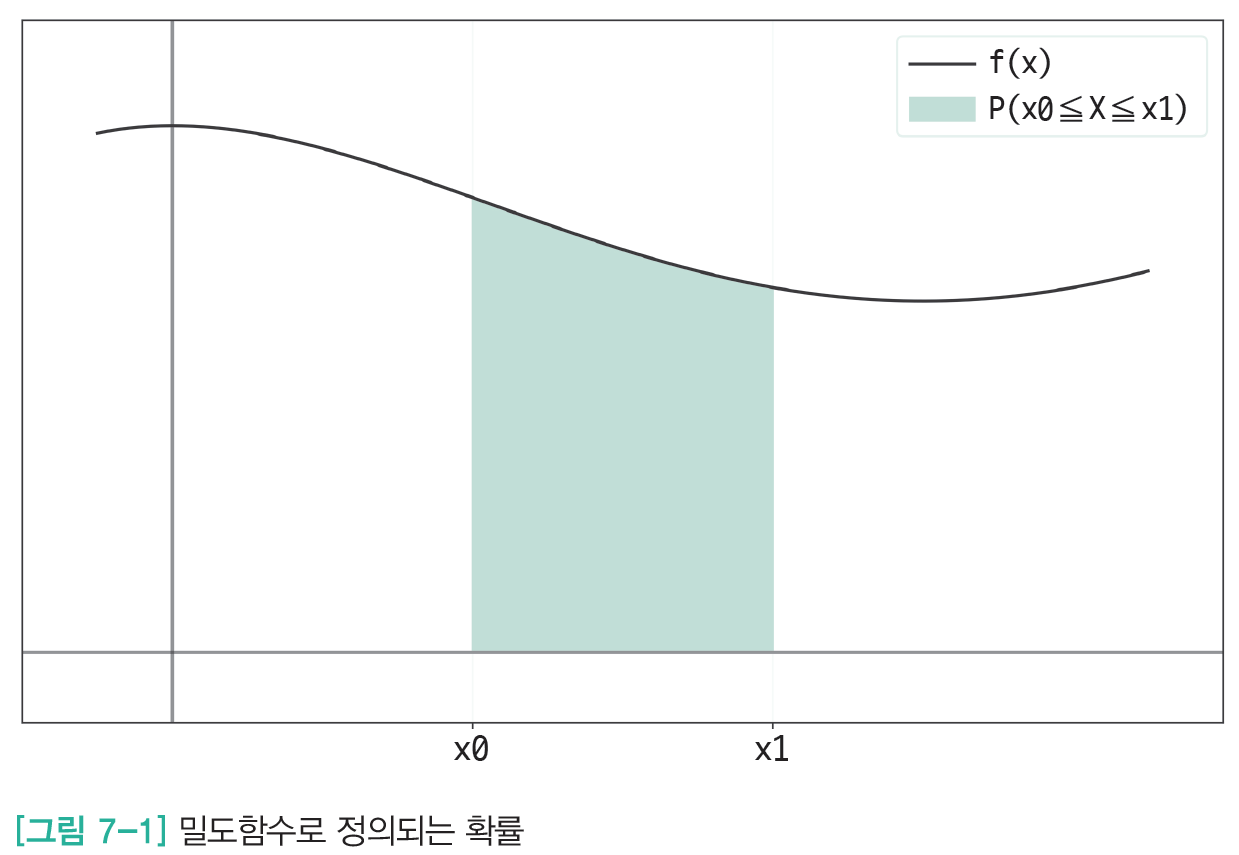 f(x)
P(x0≦X≦x1)
x0 x1
[그림 7-1] 밀도함수로 정의되는 확률